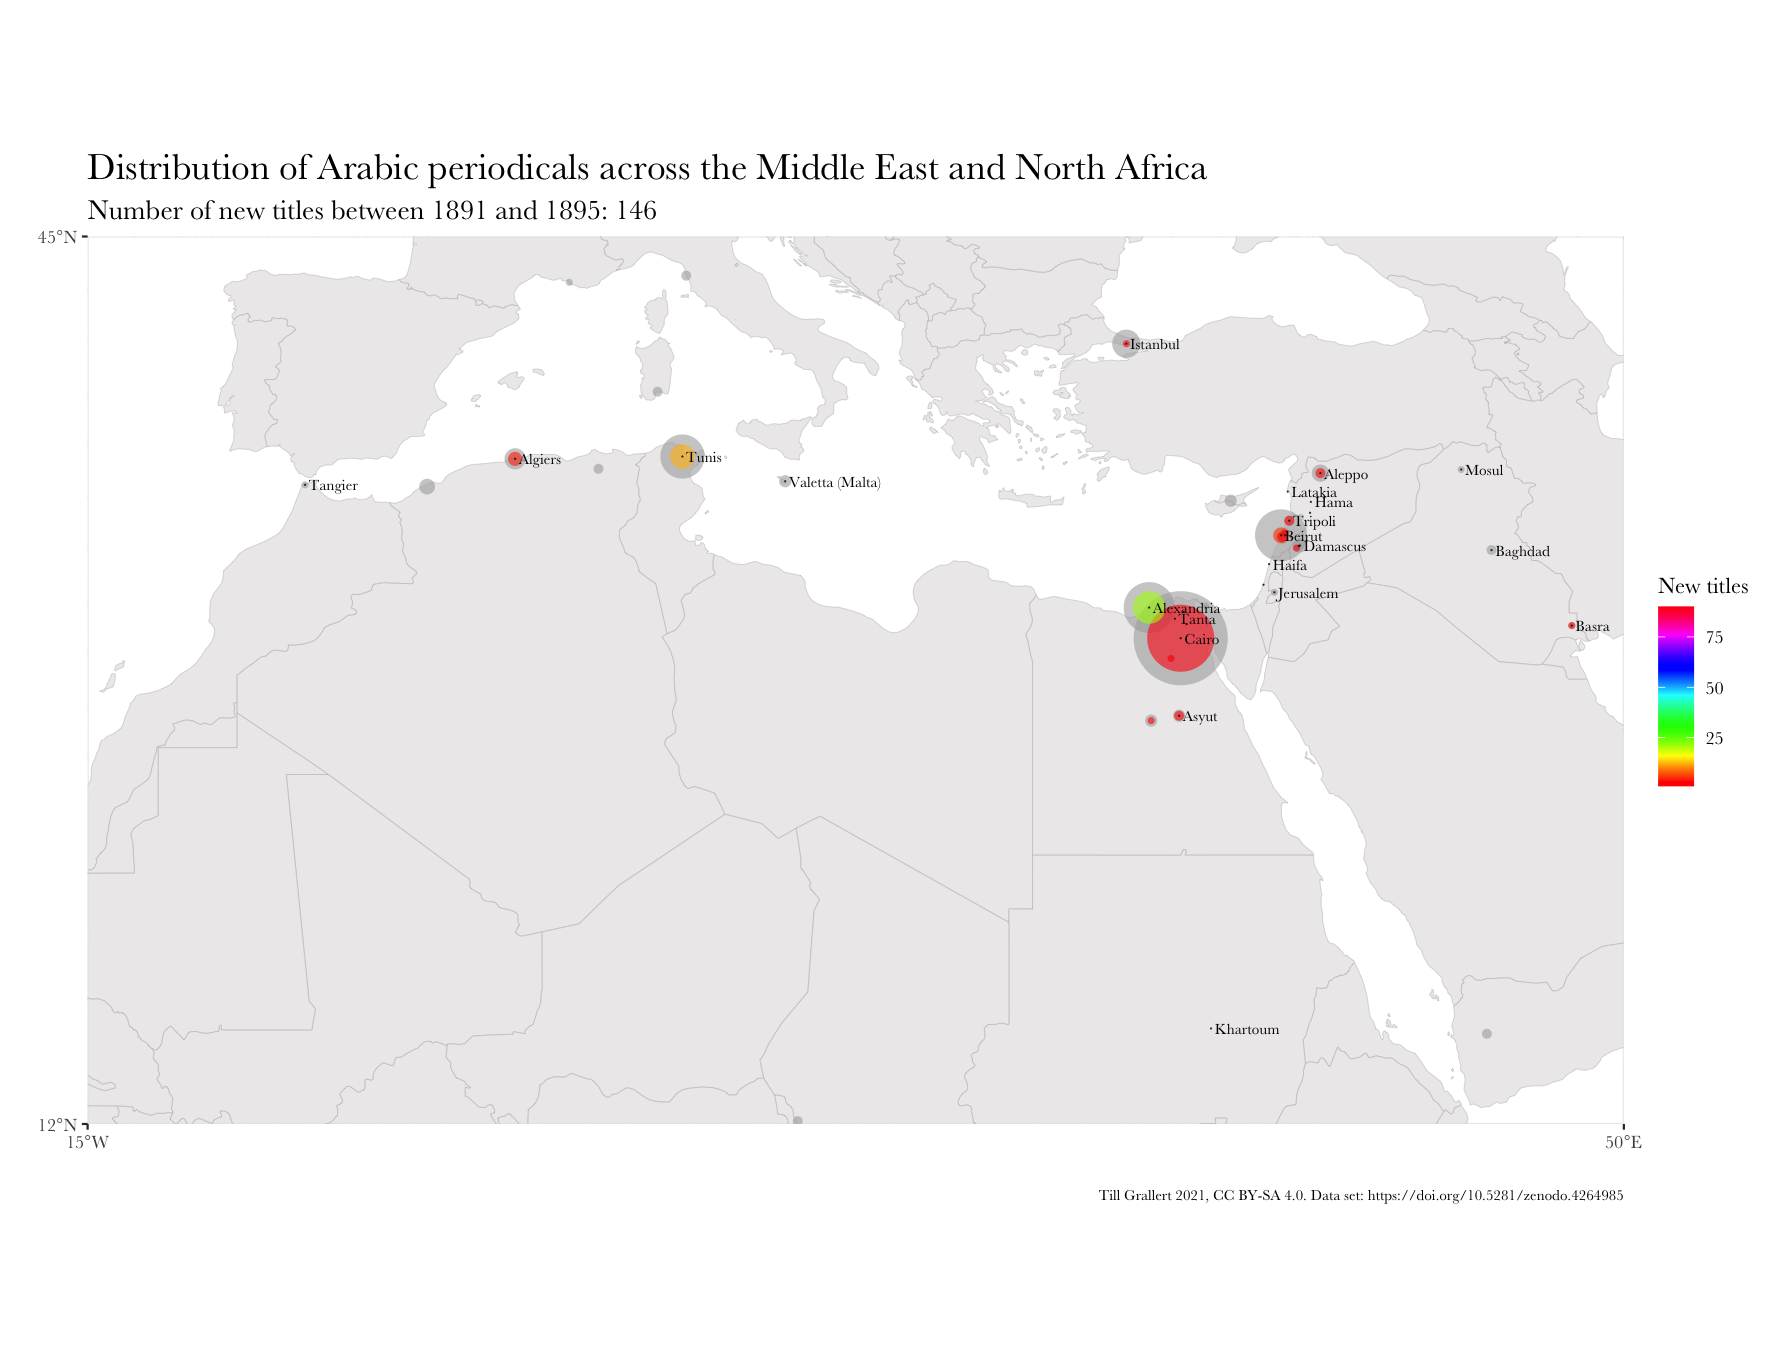 Distribution of Arabic periodicals across the Middle East and North Africa
Number of new titles between 1891 and 1895: 146
45°N
Istanbul
Algiers
Tunis
Tangier
Valetta (Malta)
Aleppo
Mosul
Latakia
Hama
Tripoli
Beirut
Damascus
Baghdad
Haifa
Jerusalem
Alexandria
Tanta
Cairo
Basra
Asyut
Khartoum
New titles
75
50
25
12°N
15°W
50°E
Till Grallert 2021, CC BY-SA 4.0. Data set: https://doi.org/10.5281/zenodo.4264985